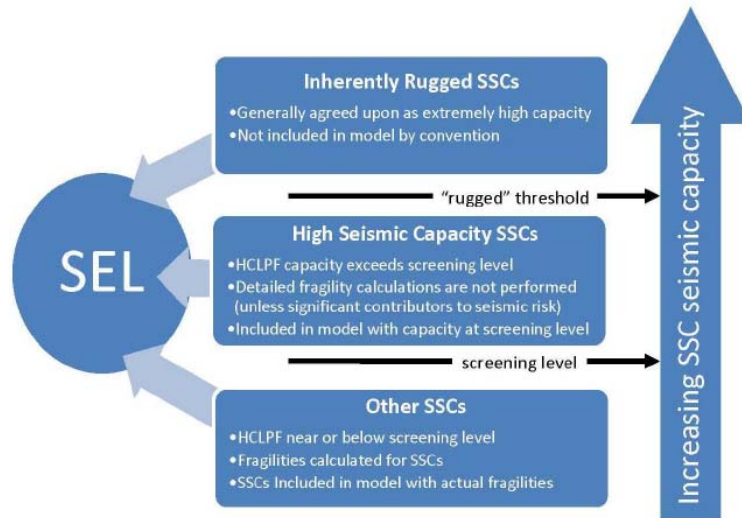 Inherently Rugged SSCs
•Generally agreed upon as extremely high capacity
•Not included in model by convention
"rugged" threshold
SEL
High Seismic Capacity SSCs
•HCLPF capacity exceeds screening level
•Detailed fragility calculations are not performed
(unless significant contributors to seismic risk)
•Included in model with capacity at screening level
screening level
Other SSCs
•HCLPF near or below screening level
•Fragilities calculated for SSCs
•SSCs Included in model with actual fragilities
Increasing SSC seismic capacity